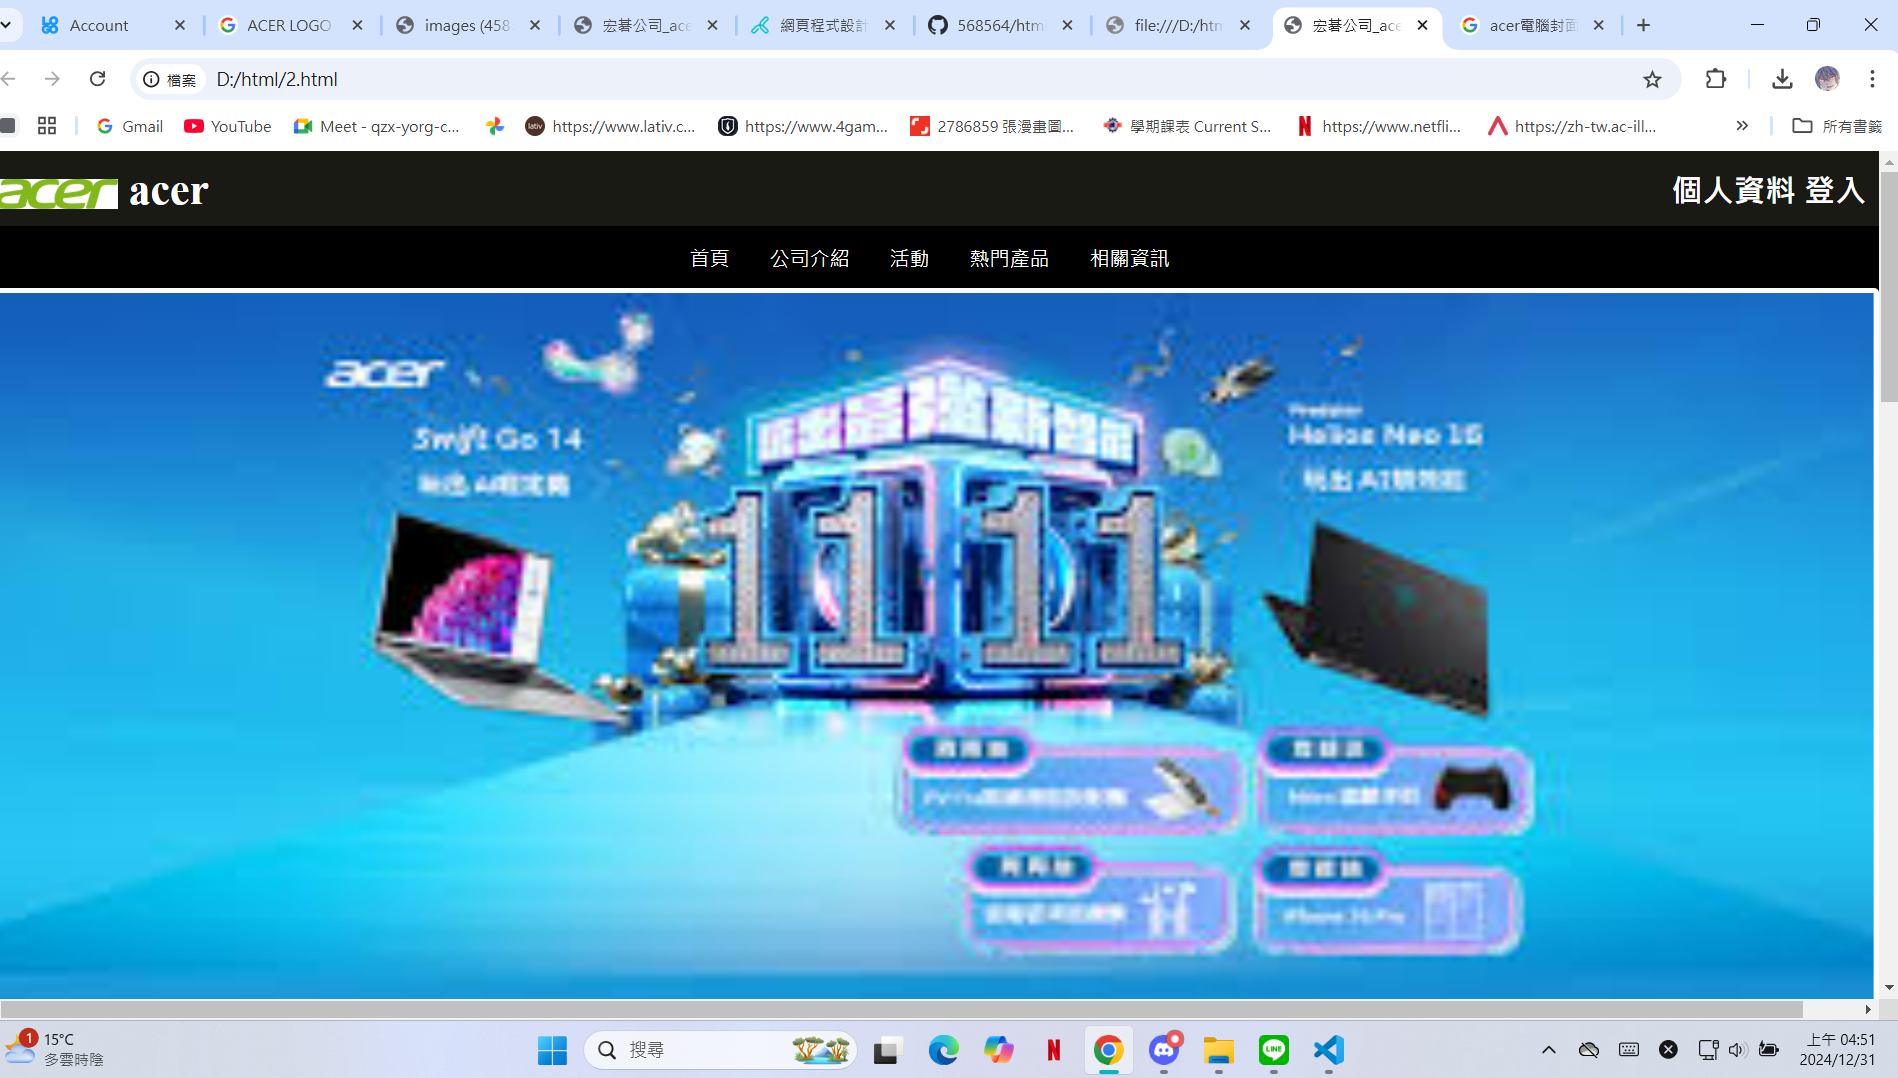 Account
ACER LOGO
images (458
宏碁公司_ace
網頁程式設計
568564/htm
file:///D:/htm
宏碁公司_ace
acer電腦封面
檔案
D:/html/2.html
Gmail
YouTube
Meet - qzx-yorg-c...
lativ
https://www.lativ.c...
https://www.4gam...
2786859 張漫畫圖...
學期課表 Current S...
https://www.netfli...
https://zh-tw.ac-ill...
所有書籤
acer acer
個人資料 登入
首頁
公司介紹
活動
熱門產品
相關資訊
acer
Swift Go 14
Predator
Helios Neo 16
玩出 AI
11 11
1
15°C
多雲時陰
搜尋
LINE
上午 04:51
2024/12/31